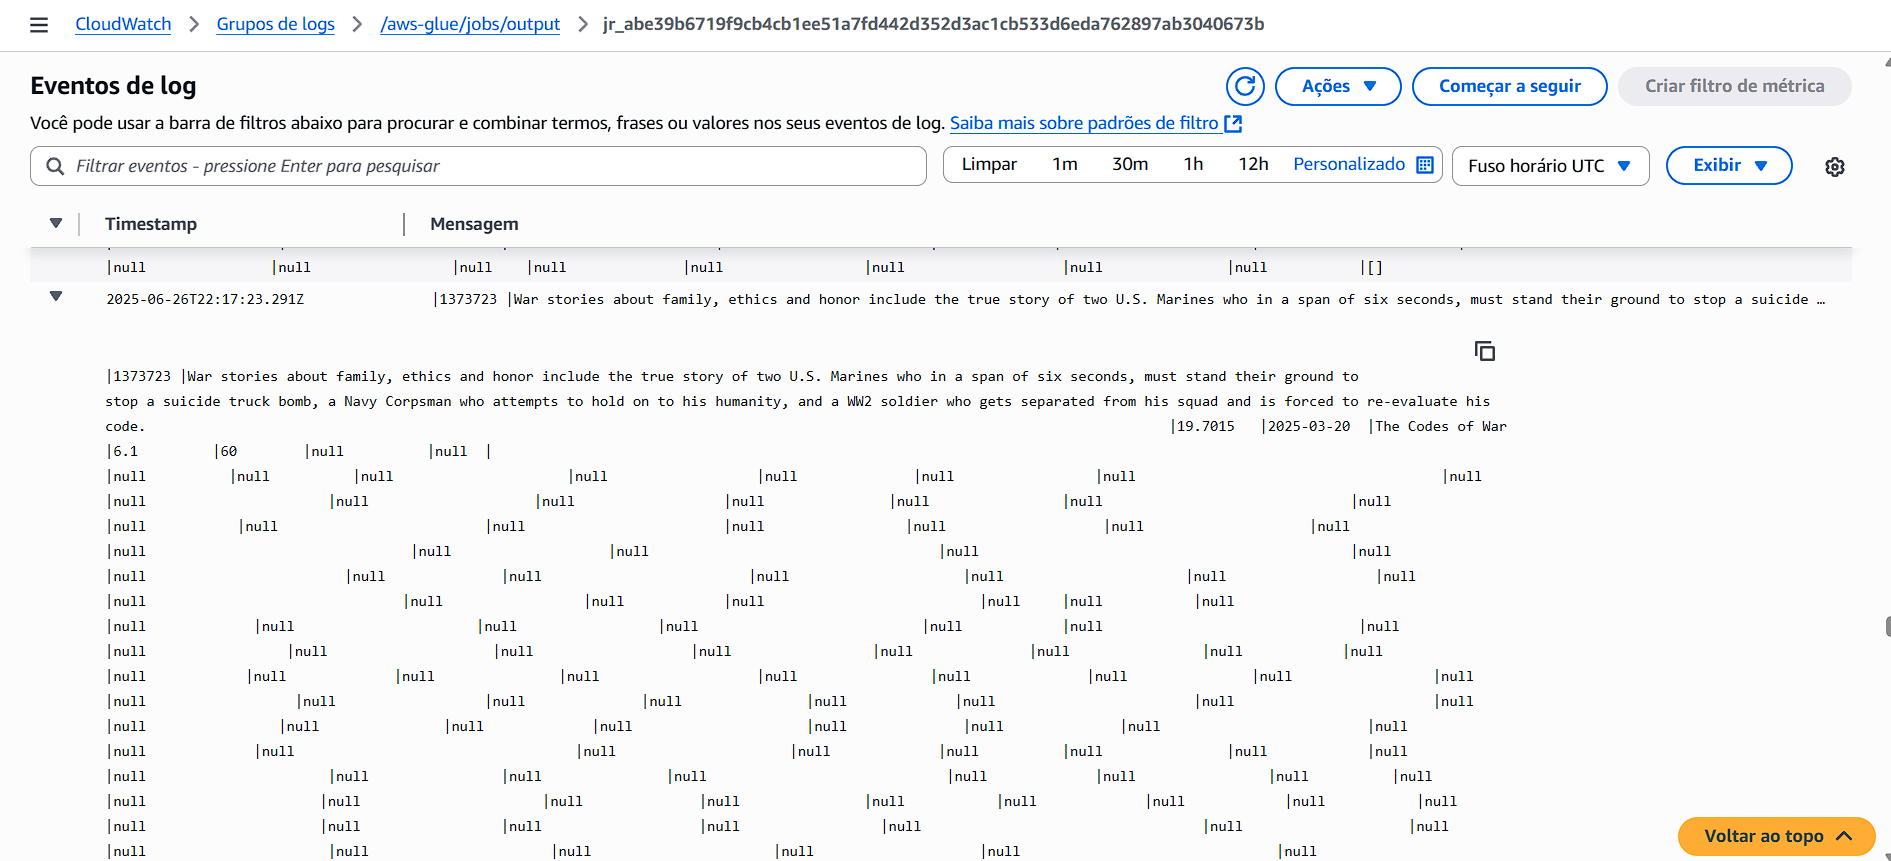 CloudWatch > Grupos de logs > /aws-glue/jobs/output > jr_abe39b6719f9cb4cb1ee51a7fd442d352d3ac1cb533d6eda762897ab3040673b
Eventos de log
Ações
Começar a seguir
Criar filtro de métrica
Você pode usar a barra de filtros abaixo para procurar e combinar termos, frases ou valores nos seus eventos de log. Saiba mais sobre padrões de filtro
Filtrar eventos - pressione Enter para pesquisar
Limpar 1m 30m 1h 12h Personalizado
Fuso horário UTC
Exibir
Timestamp Mensagem
|null |null |null |null |null |null |null |null |[]
2025-06-26T22:17:23.291Z |1373723 |War stories about family, ethics and honor include the true story of two U.S. Marines who in a span of six seconds, must stand their ground to stop a suicide …
|1373723 |War stories about family, ethics and honor include the true story of two U.S. Marines who in a span of six seconds, must stand their ground to
stop a suicide truck bomb, a Navy Corpsman who attempts to hold on to his humanity, and a WW2 soldier who gets separated from his squad and is forced to re-evaluate his
code. |19.7015 |2025-03-20 |The Codes of War
|6.1 |60 |null |null |
|null |null |null |null |null |null |null |null
|null |null |null |null |null |null |null
|null |null |null |null |null |null |null
|null |null |null |null |null
|null |null |null |null |null |null |null
|null |null |null |null |null |null |null
|null |null |null |null |null |null |null
|null |null |null |null |null |null |null |null
|null |null |null |null |null |null |null |null |null
|null |null |null |null |null |null |null |null
|null |null |null |null |null |null |null |null
|null |null |null |null |null |null |null |null
|null |null |null |null |null |null |null |null
|null |null |null |null |null |null |null |null |null
|null |null |null |null |null |null |null
|null |null |null |null |null |null
Voltar ao topo